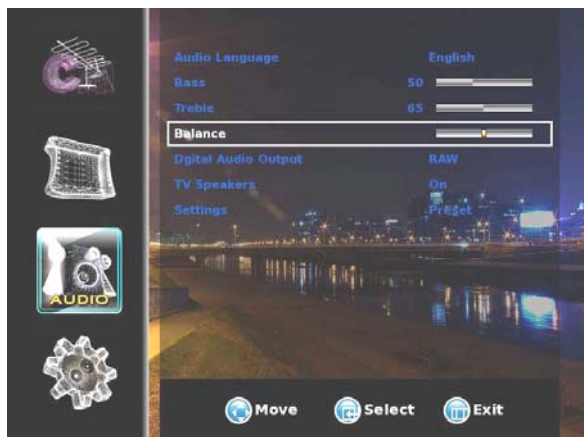 Audio Language English
Bass 50
Treble 65
Balance
Dgital Audio Output RAW
TV Speakers On
Settings Preset
AUDIO
Move Select Exit